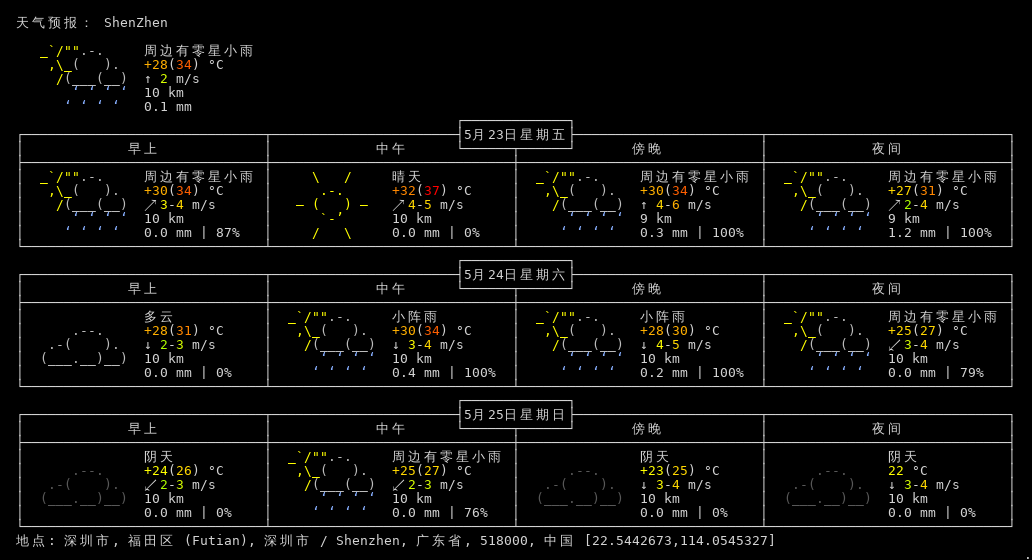 天气预报： ShenZhen
周边有零星小雨
+28(34) °C
↑ 2 m/s
10 km
0.1 mm
5月23日星期五
早上 中午 傍晚 夜间
周边有零星小雨 晴天 周边有零星小雨 周边有零星小雨
+30(34) °C +32(37) °C +30(34) °C +27(31) °C
↗ 3-4 m/s ↗ 4-5 m/s ↑ 4-6 m/s ↗ 2-4 m/s
10 km 10 km 9 km 9 km
0.0 mm | 87% 0.0 mm | 0% 0.3 mm | 100% 1.2 mm | 100%
5月24日星期六
早上 中午 傍晚 夜间
多云 小阵雨 小阵雨 周边有零星小雨
+28(31) °C +30(34) °C +28(30) °C +25(27) °C
↓ 2-3 m/s ↓ 3-4 m/s ↓ 4-5 m/s ↙ 3-4 m/s
10 km 10 km 10 km 10 km
0.0 mm | 0% 0.4 mm | 100% 0.2 mm | 100% 0.0 mm | 79%
5月25日星期日
早上 中午 傍晚 夜间
阴天 周边有零星小雨 阴天 阴天
+24(26) °C +25(27) °C +23(25) °C 22 °C
↙ 2-3 m/s ↙ 2-3 m/s ↓ 3-4 m/s ↓ 3-4 m/s
10 km 10 km 10 km 10 km
0.0 mm | 0% 0.0 mm | 76% 0.0 mm | 0% 0.0 mm | 0%
地点: 深圳市, 福田区 (Futian), 深圳市 / Shenzhen, 广东省, 518000, 中国 [22.5442673,114.0545327]